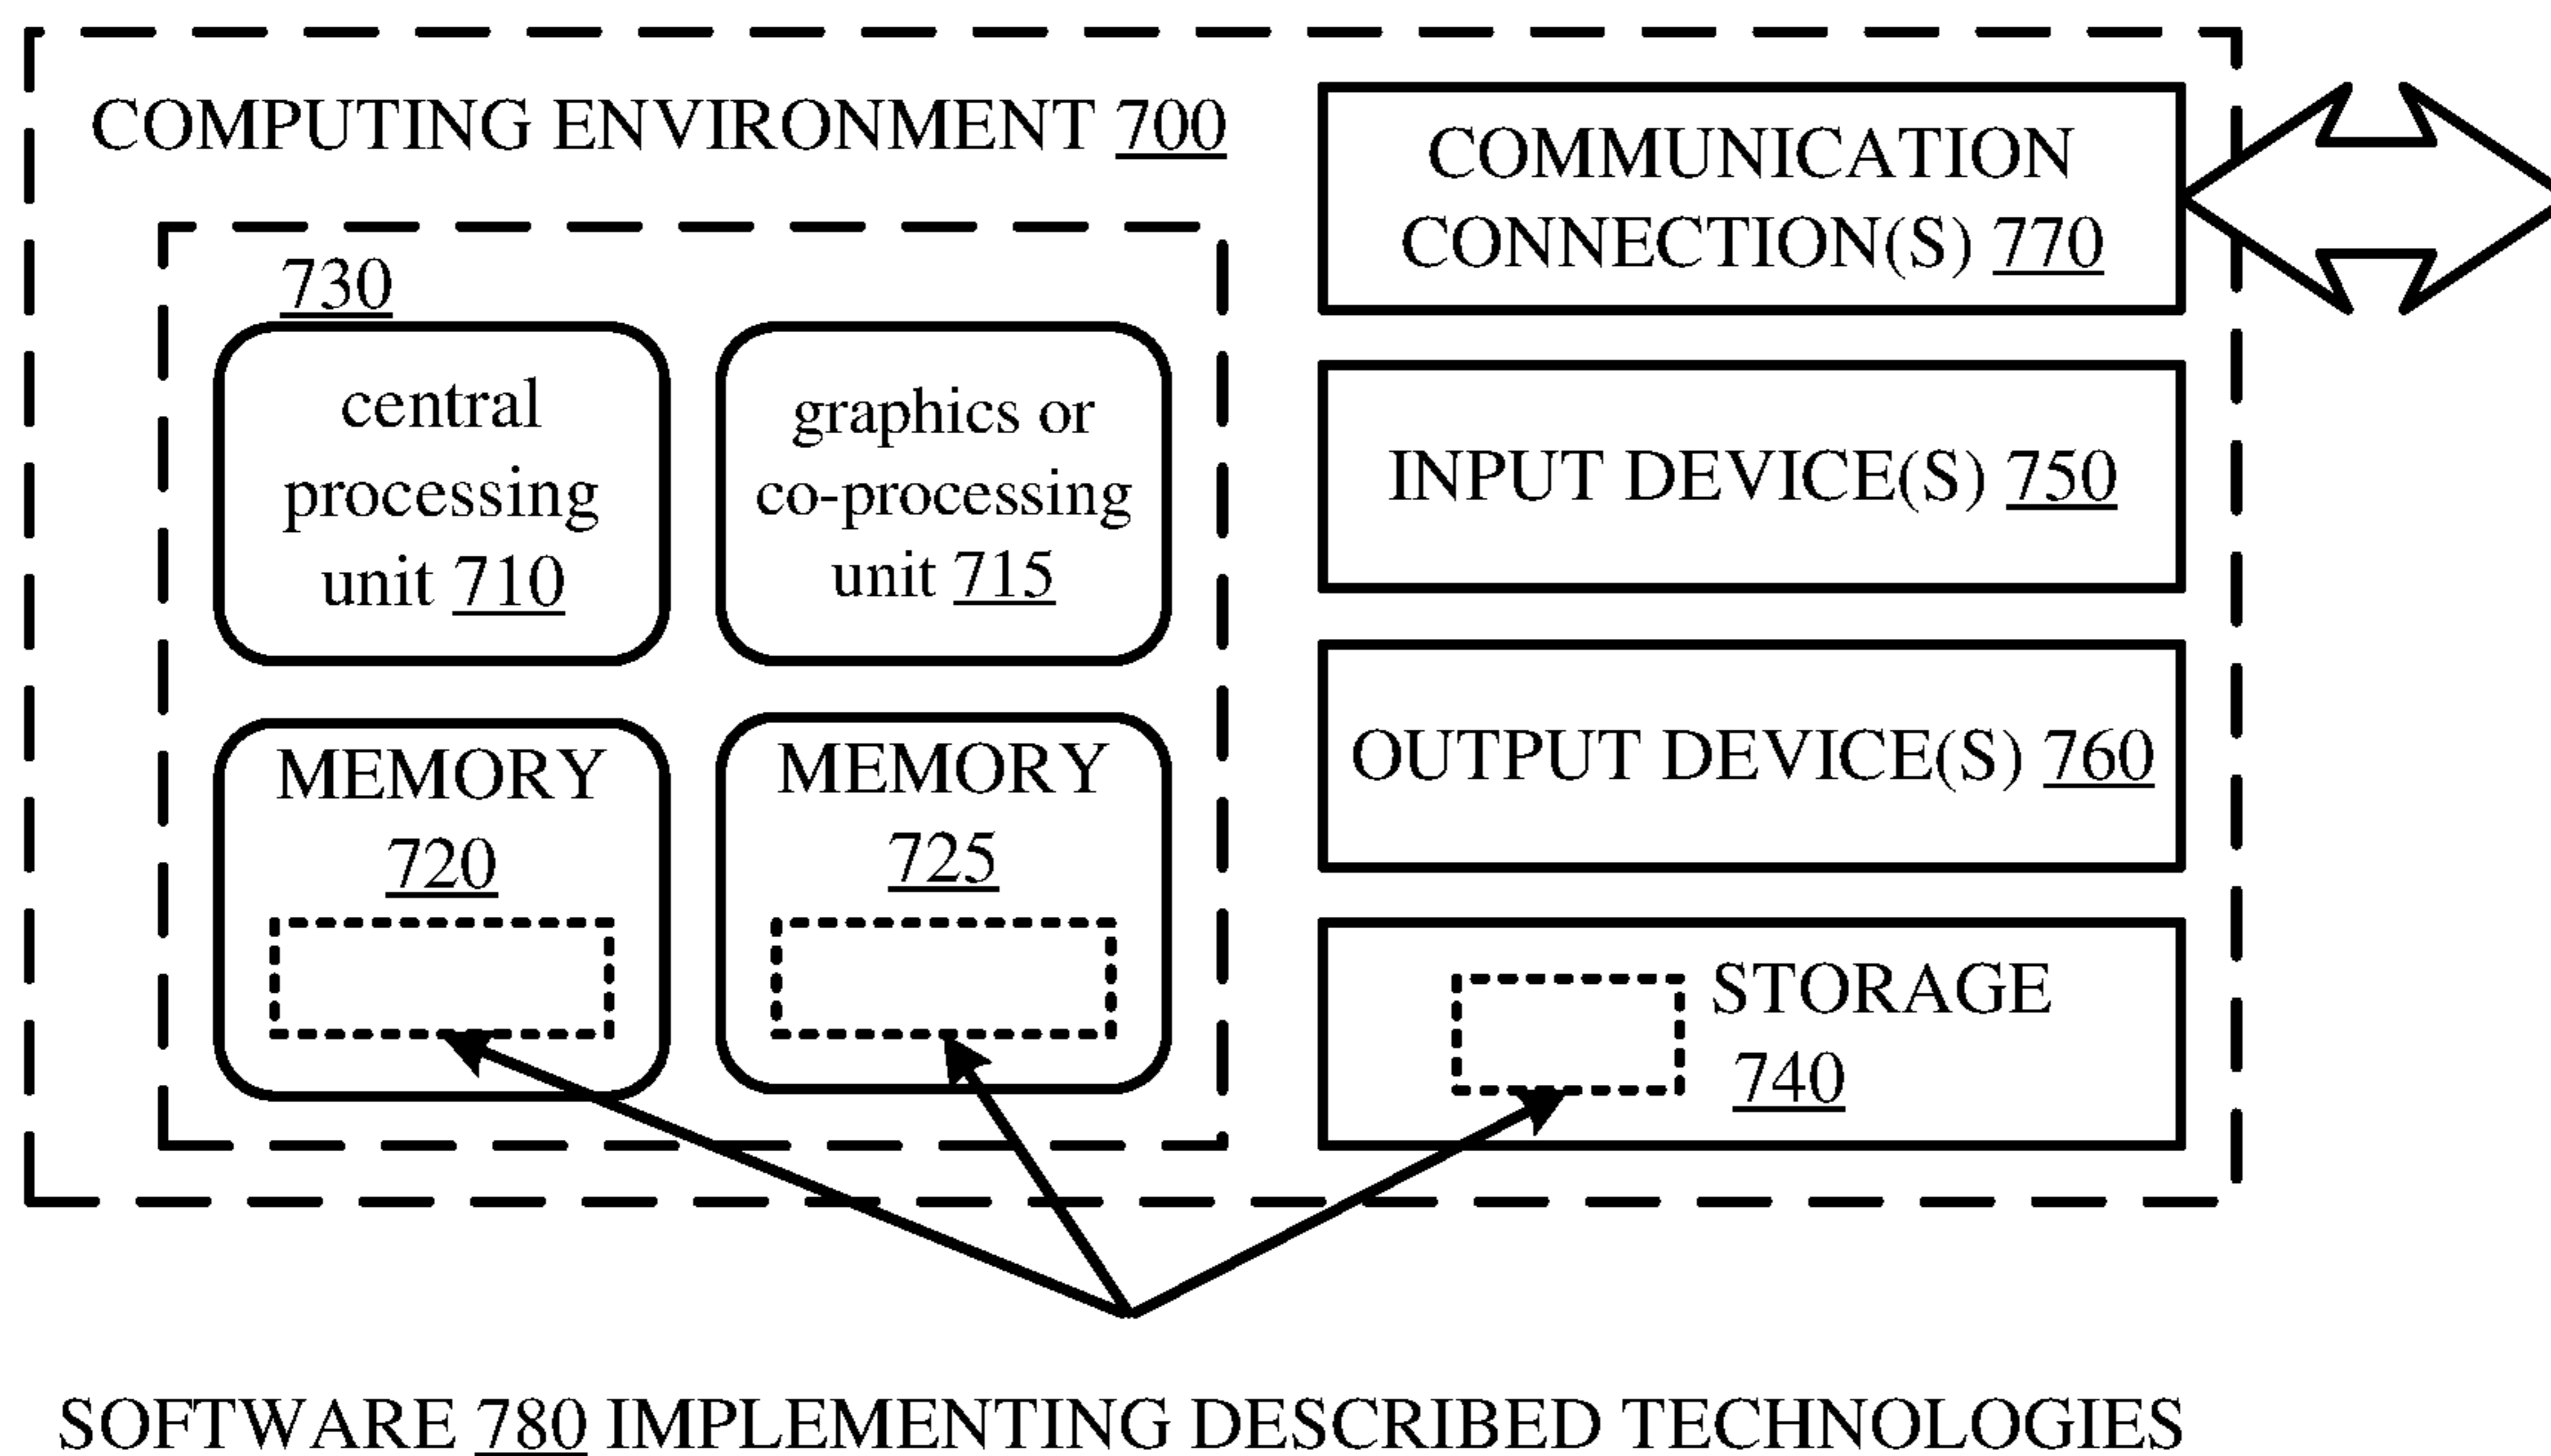 COMPUTING ENVIRONMENT 700
730
central
processing
unit 710
graphics or
co-processing
unit 715
MEMORY
720
MEMORY
725
COMMUNICATION
CONNECTION(S) 770
INPUT DEVICE(S) 750
OUTPUT DEVICE(S) 760
STORAGE
740
SOFTWARE 780 IMPLEMENTING DESCRIBED TECHNOLOGIES